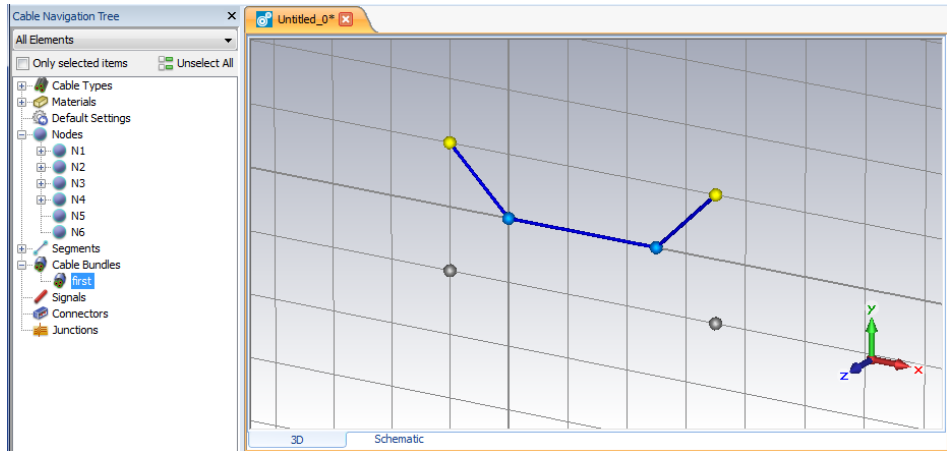 Cable Navigation Tree
All Elements
Only selected items
Unselect All
Cable Types
Materials
Default Settings
Nodes
N1
N2
N3
N4
N5
N6
Segments
Cable Bundles
first
Signals
Connectors
Junctions
Untitled_0*
y
z
x
3D
Schematic